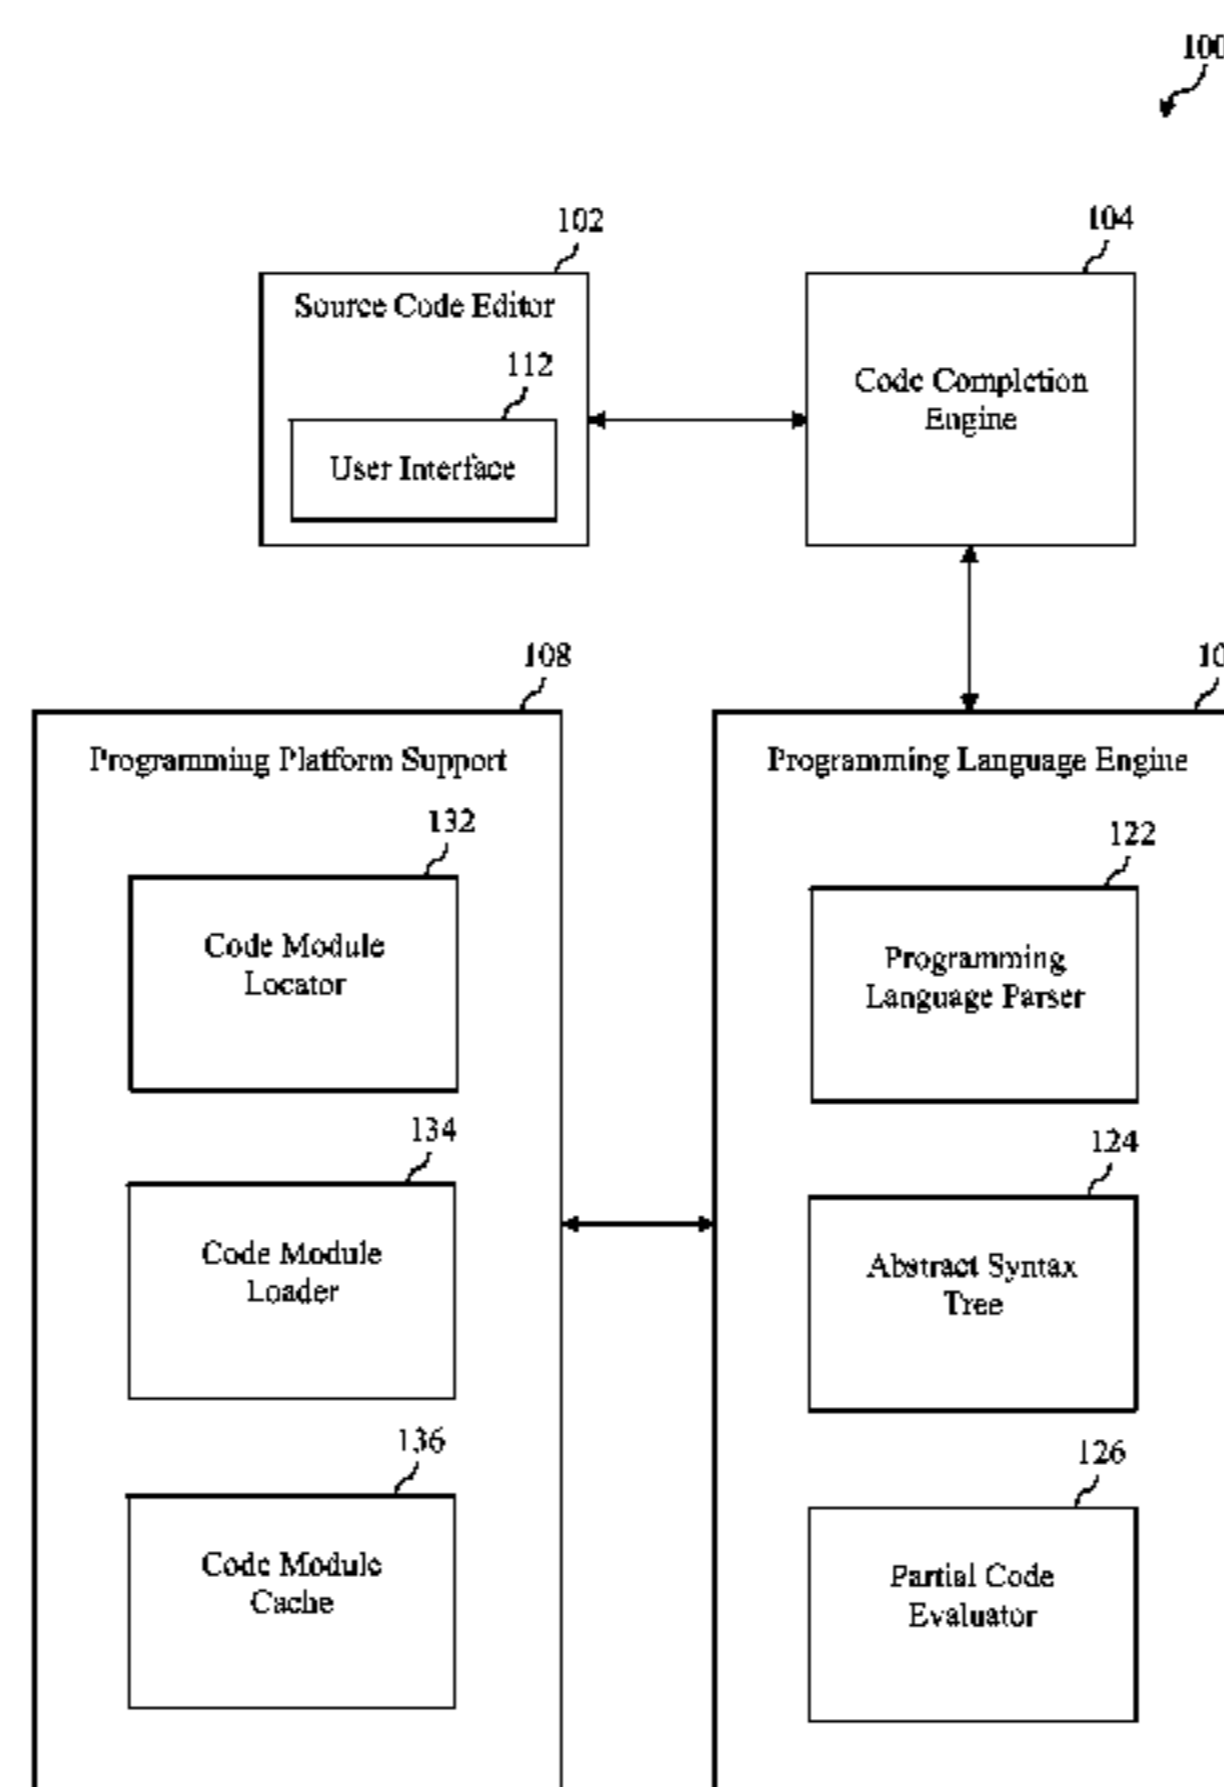 100
102
104
Source Code Editor
112
User Interface
Code Completion
Engine
108
10
Programming Platform Support
Programming Language Engine
132
122
Code Module
Locator
Programming
Language Parser
134
124
Code Module
Loader
Abstract Syntax
Tree
136
126
Code Module
Cache
Partial Code
Evaluator